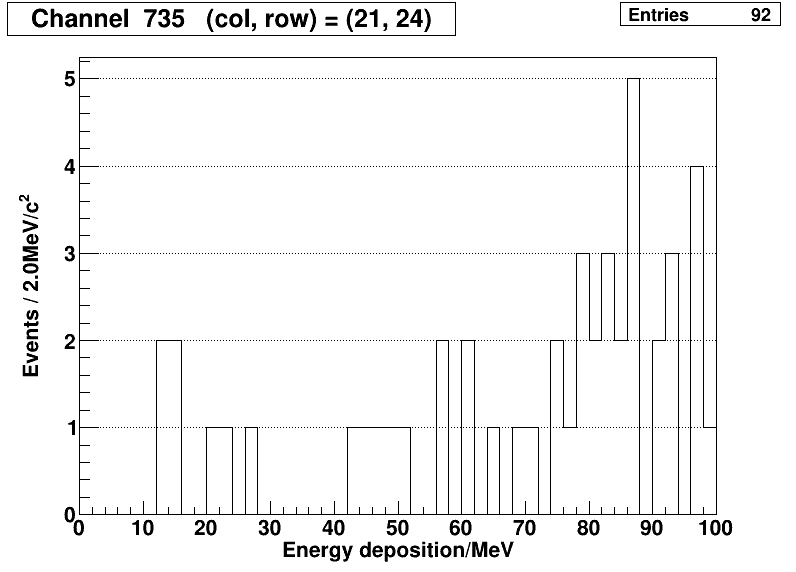 Channel 735 (col, row) = (21, 24)
Entries 92
5
4
3
2
1
0
Events / 2.0MeV/c²
0 10 20 30 40 50 60 70 80 90 100
Energy deposition/MeV